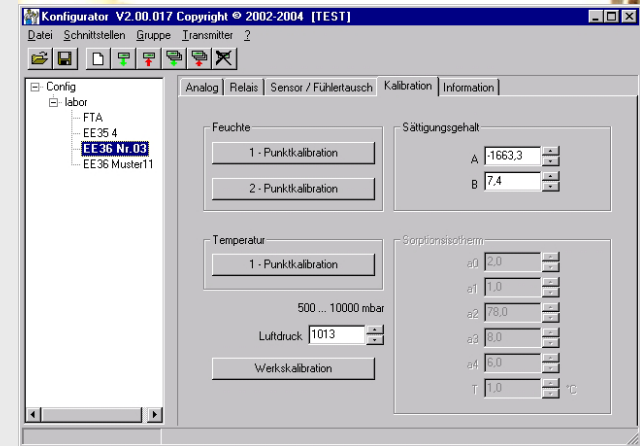 Konfigurator V2.00.017 Copyright © 2002-2004 [TEST]
Datei Schnittstellen Gruppe Transmitter ?
Config
labor
FTA
EE35 4
EE36 Nr.03
EE36 Muster11
Analog Relais Sensor / Fühlertausch Kalibration Information
Feuchte
1 - Punktkalibration
2 - Punktkalibration
Sättigungsgehalt
A -1663,3
B 7,4
Temperatur
1 - Punktkalibration
500 ... 10000 mbar
Luftdruck 1013
Werkskalibration
Sorptionsisotherm
a0 2,0
a1 1,0
a2 78,0
a3 8,0
a4 6,0
T 1,0 °C